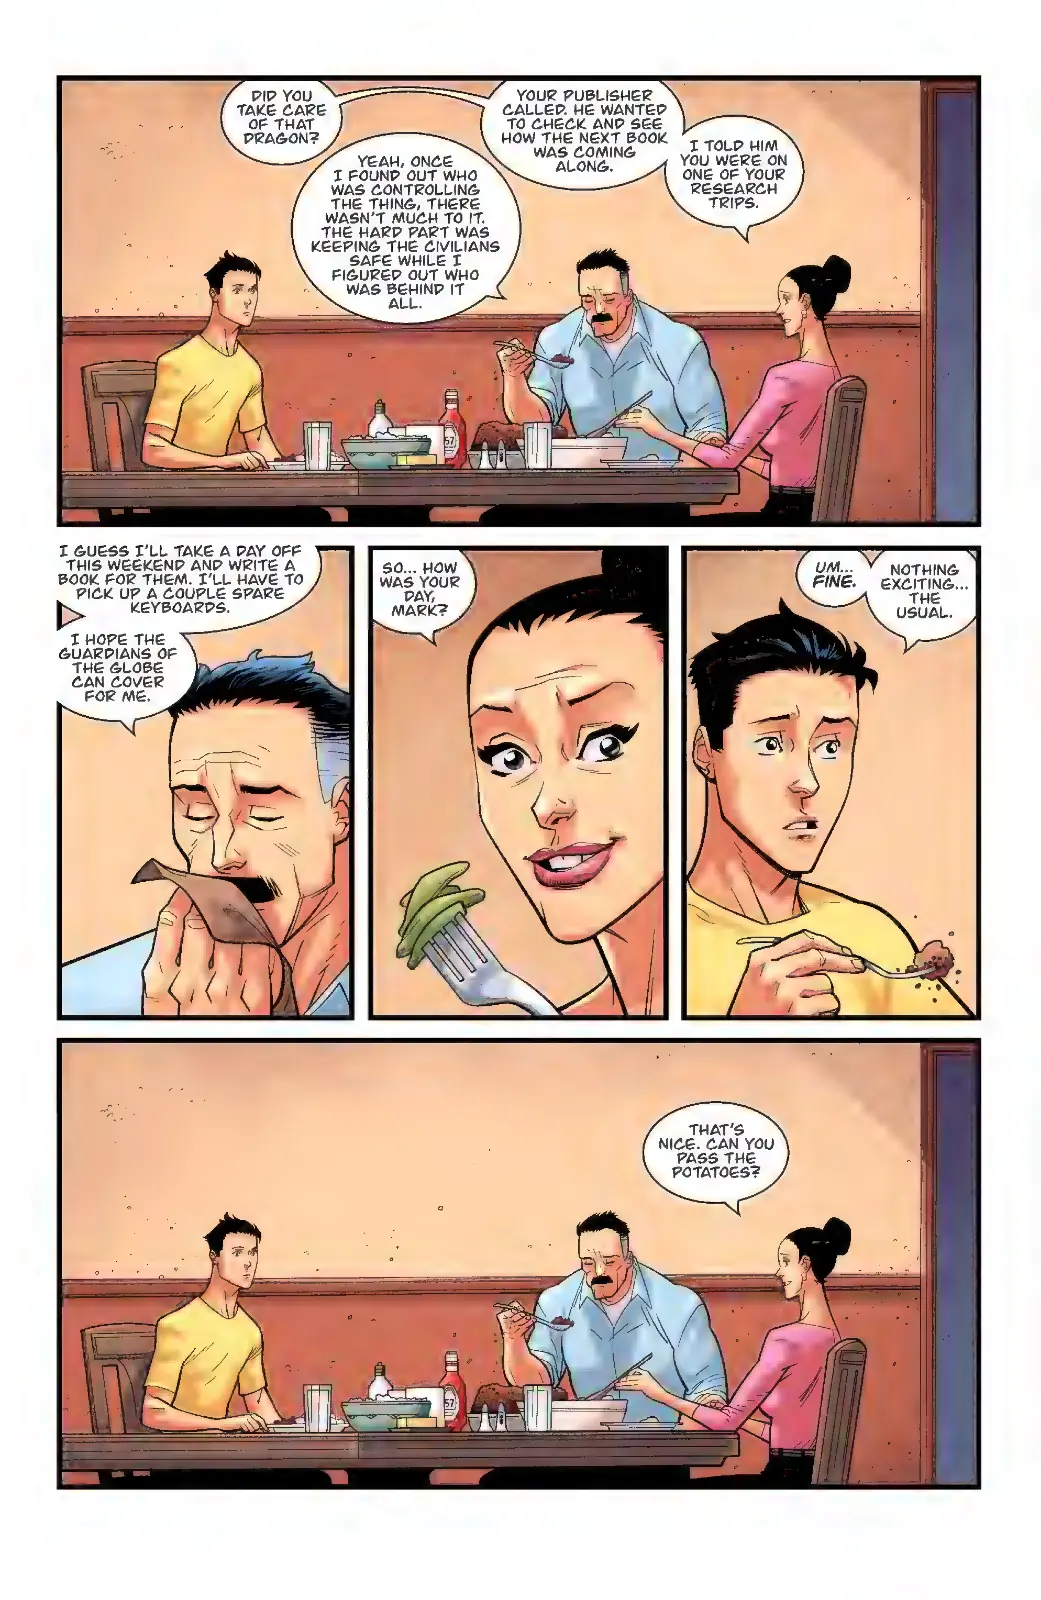 DID YOU
TAKE CARE
OF THAT
DRAGON?
YEAH, ONCE
I FOUND OUT WHO
WAS CONTROLLING
THE THING, THERE
WASN'T MUCH TO IT.
THE HARD PART WAS
KEEPING THE CIVILIANS
SAFE WHILE I
FIGURED OUT WHO
WAS BEHIND IT
ALL.
YOUR PUBLISHER
CALLED. HE WANTED
TO CHECK AND SEE
HOW THE NEXT BOOK
WAS COMING
ALONG.
I TOLD HIM
YOU WERE ON
ONE OF YOUR
RESEARCH
TRIPS.
57
I GUESS I'LL TAKE A DAY OFF
THIS WEEKEND AND WRITE A
BOOK FOR THEM. I'LL HAVE TO
PICK UP A COUPLE SPARE
KEYBOARDS.
I HOPE THE
GUARDIANS OF
THE GLOBE
CAN COVER
FOR ME.
SO... HOW
WAS YOUR
DAY,
MARK?
UM...
FINE.
NOTHING
EXCITING...
THE
USUAL.
THAT'S
NICE. CAN YOU
PASS THE
POTATOES?
57